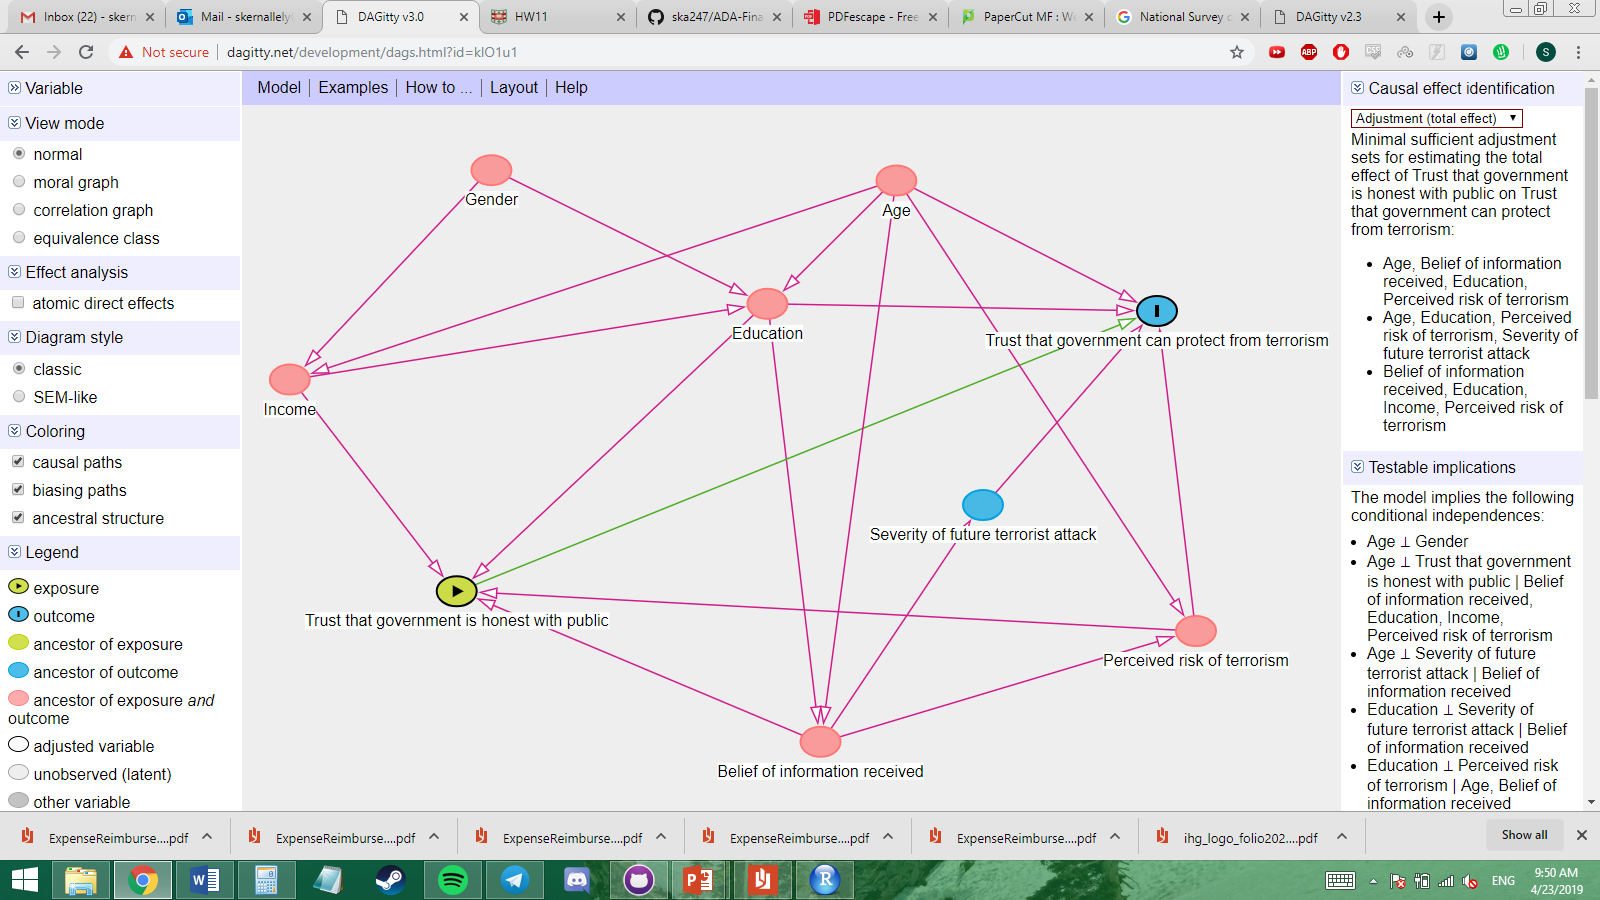 Inbox (22) - skern
Mail - skernallely
DAGitty v3.0
HW11
ska247/ADA-Fina
PDFescape - Free
PaperCut MF : We
National Survey o
DAGitty v2.3
Not secure
dagitty.net/development/dags.html?id=klO1u1
ABP
CSS
S
Variable
View mode
normal
moral graph
correlation graph
equivalence class
Effect analysis
atomic direct effects
Diagram style
classic
SEM-like
Coloring
causal paths
biasing paths
ancestral structure
Legend
exposure
outcome
ancestor of exposure
ancestor of outcome
ancestor of exposure and
outcome
adjusted variable
unobserved (latent)
other variable
Model | Examples | How to ... | Layout | Help
Gender
Age
Education
Trust that government can protect from terrorism
Income
Severity of future terrorist attack
Trust that government is honest with public
Perceived risk of terrorism
Belief of information received
Causal effect identification
Adjustment (total effect)
Minimal sufficient adjustment
sets for estimating the total
effect of Trust that government
is honest with public on Trust
that government can protect
from terrorism:
• Age, Belief of information
received, Education,
Perceived risk of terrorism
• Age, Education, Perceived
risk of terrorism, Severity of
future terrorist attack
• Belief of information
received, Education,
Income, Perceived risk of
terrorism
Testable implications
The model implies the following
conditional independences:
• Age ⊥ Gender
• Age ⊥ Trust that government
is honest with public | Belief
of information received,
Education, Income,
Perceived risk of terrorism
• Age ⊥ Severity of future
terrorist attack | Belief of
information received
• Education ⊥ Severity of
future terrorist attack | Belief
of information received
• Education ⊥ Perceived risk
of terrorism | Age, Belief of
information received
ExpenseReimburse....pdf
ExpenseReimburse....pdf
ExpenseReimburse....pdf
ExpenseReimburse....pdf
ExpenseReimburse....pdf
ihg_logo_folio202....pdf
Show all
ENG
9:50 AM
4/23/2019